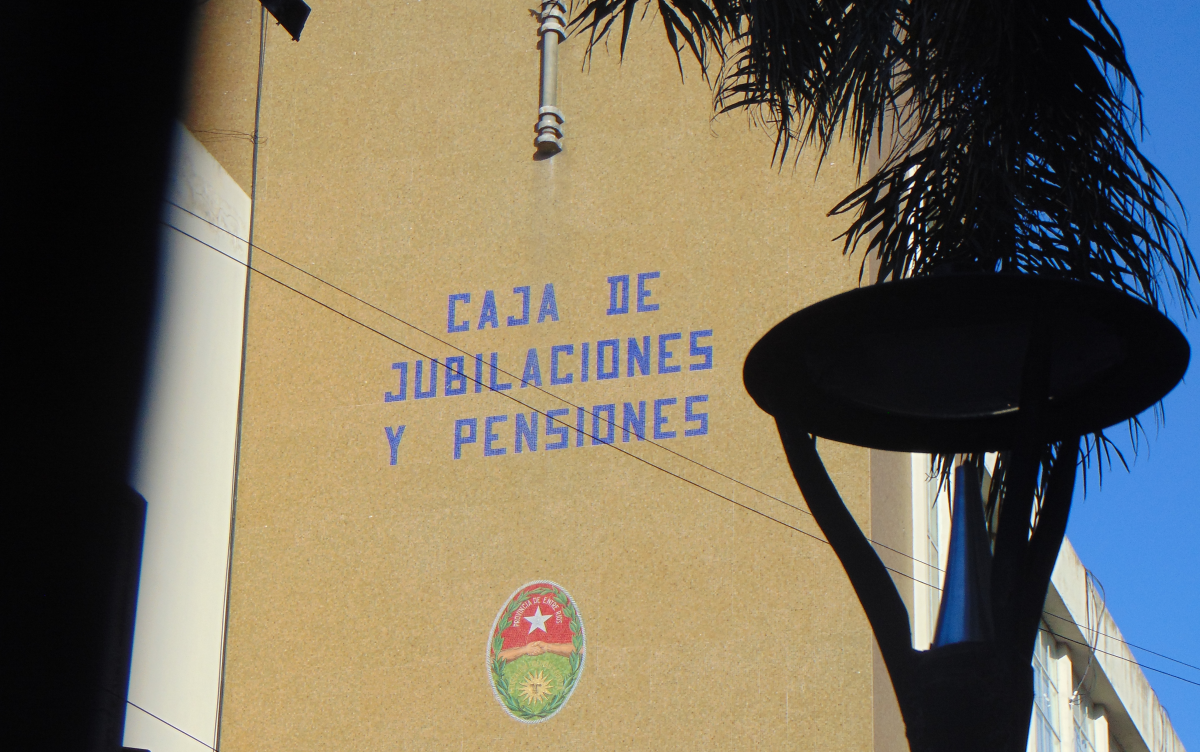 CAJA DE
JUBILACIONES
Y PENSIONES
PROVINCIA DE ENTRE RIOS